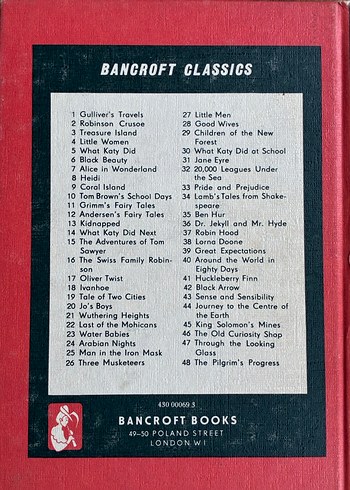 BANCROFT CLASSICS
1 Gulliver's Travels
2 Robinson Crusoe
3 Treasure Island
4 Little Women
5 What Katy Did
6 Black Beauty
7 Alice in Wonderland
8 Heidi
9 Coral Island
10 Tom Brown's School Days
11 Grimm's Fairy Tales
12 Andersen's Fairy Tales
13 Kidnapped
14 What Katy Did Next
15 The Adventures of Tom
Sawyer
16 The Swiss Family Robin-
son
17 Oliver Twist
18 Ivanhoe
19 Tale of Two Cities
20 Jo's Boys
21 Wuthering Heights
22 Last of the Mohicans
23 Water Babies
24 Arabian Nights
25 Man in the Iron Mask
26 Three Musketeers
27 Little Men
28 Good Wives
29 Children of the New
Forest
30 What Katy Did at School
31 Jane Eyre
32 20,000 Leagues Under
the Sea
33 Pride and Prejudice
34 Lamb's Tales from Shake-
speare
35 Ben Hur
36 Dr. Jekyll and Mr. Hyde
37 Robin Hood
38 Lorna Doone
39 Great Expectations
40 Around the World in
Eighty Days
41 Huckleberry Finn
42 Black Arrow
43 Sense and Sensibility
44 Journey to the Centre of
the Earth
45 King Solomon's Mines
46 The Old Curiosity Shop
47 Through the Looking
Glass
48 The Pilgrim's Progress
430 00069 3
BANCROFT BOOKS
49-50 POLAND STREET
LONDON W1